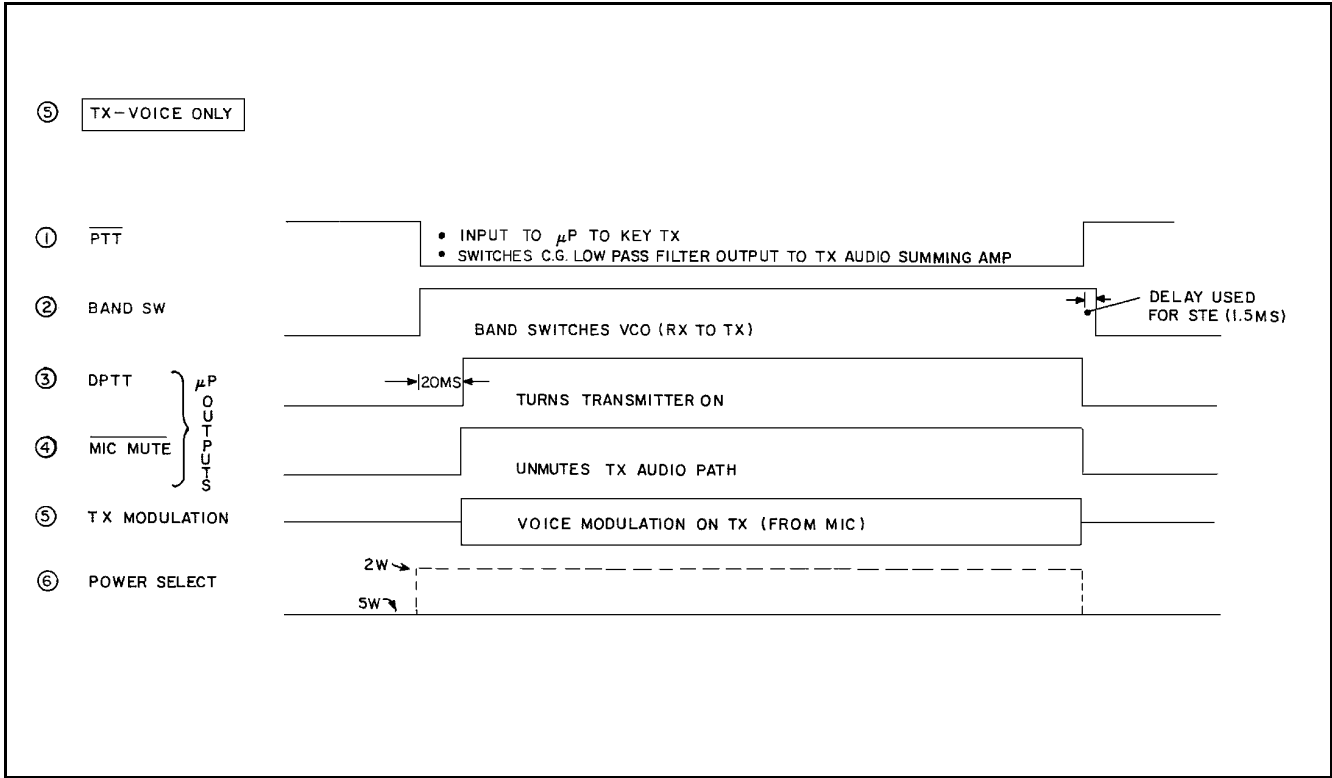 ⑤ TX-VOICE ONLY
① PTT
• INPUT TO μP TO KEY TX
• SWITCHES C.G. LOW PASS FILTER OUTPUT TO TX AUDIO SUMMING AMP
② BAND SW
BAND SWITCHES VCO (RX TO TX)
DELAY USED
FOR STE (1.5MS)
③ DPTT
μP OUTPUTS
20MS
TURNS TRANSMITTER ON
④ MIC MUTE
UNMUTES TX AUDIO PATH
⑤ TX MODULATION
VOICE MODULATION ON TX (FROM MIC)
⑥ POWER SELECT
2W
5W